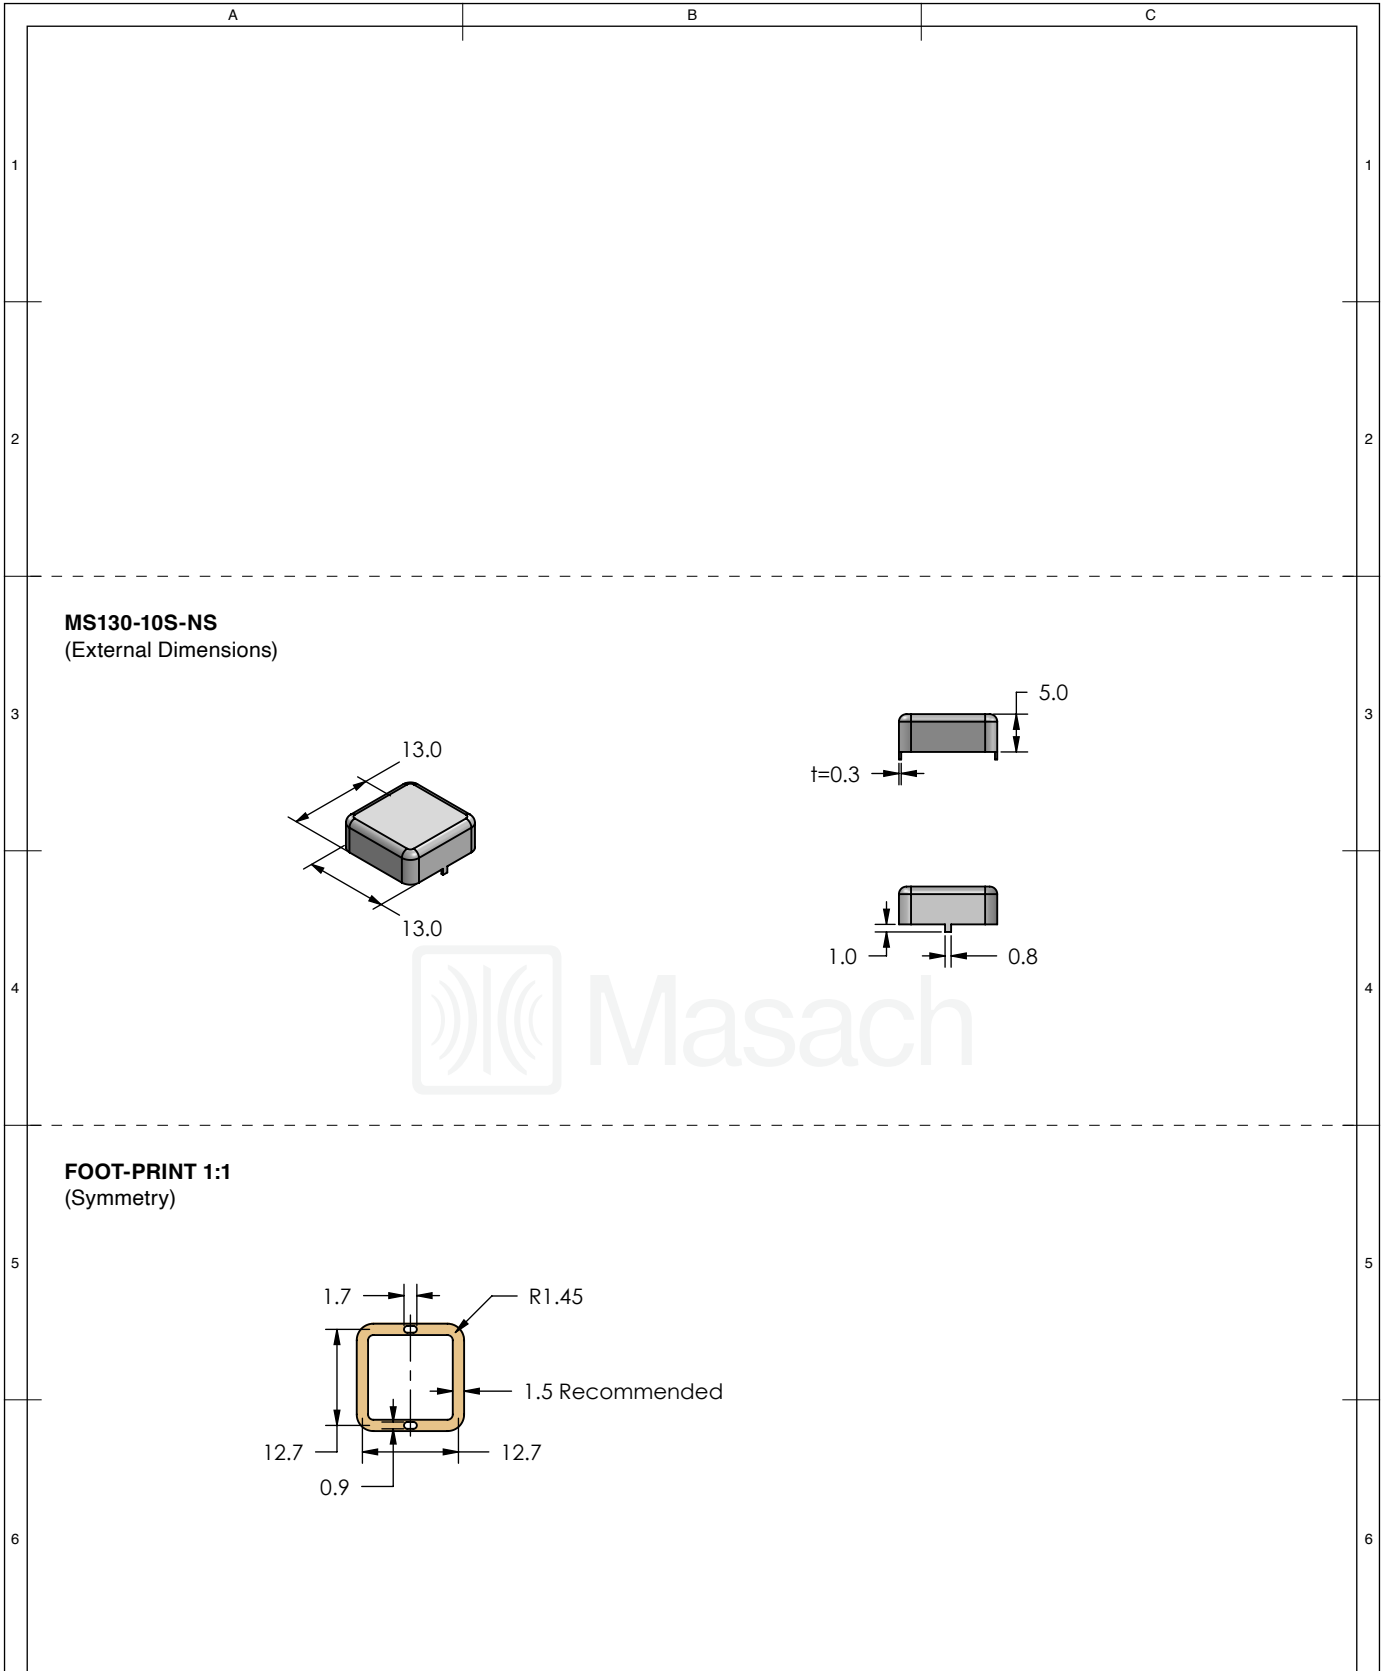 A B C
1 1
2 2
MS130-10S-NS
(External Dimensions)
5.0
3 3
13.0
t=0.3
13.0
1.0 0.8
4 4
Masach
FOOT-PRINT 1:1
(Symmetry)
5 5
1.7 R1.45
1.5 Recommended
12.7 12.7
0.9
6 6